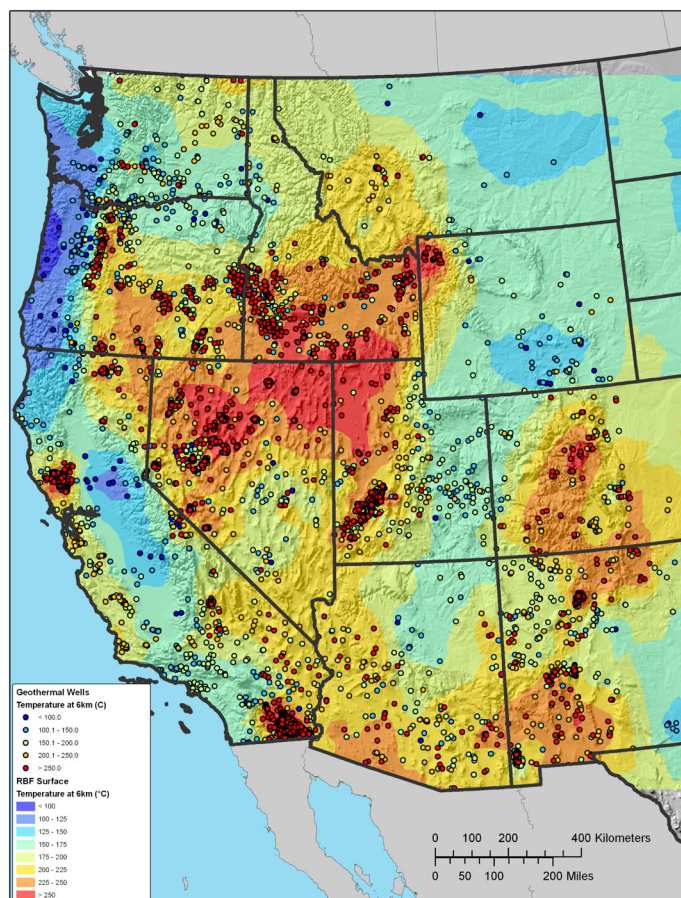 Geothermal Wells
Temperature at 6km (C)
< 100.0
100.1 - 150.0
150.1 - 200.0
200.1 - 250.0
> 250.0
RBF Surface
Temperature at 6km (°C)
< 100
100 - 125
125 - 150
150 - 175
175 - 200
200 - 225
225 - 250
> 250
0 100 200 400 Kilometers
0 50 100 200 Miles